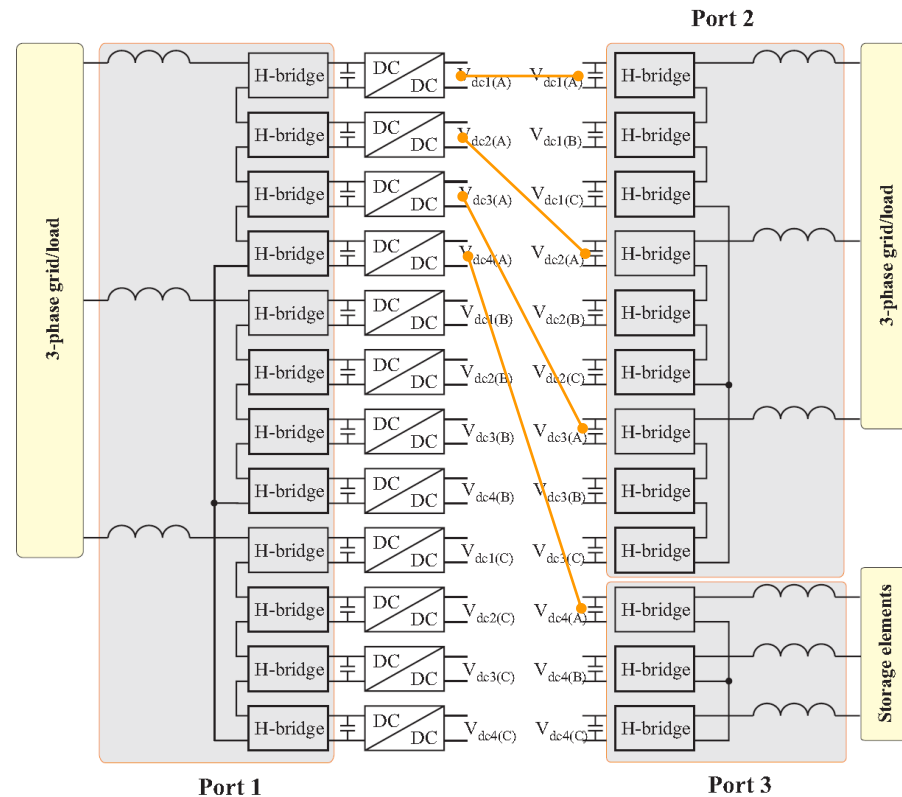 Port 2
3-phase grid/load
H-bridge
DC
DC
Vdc1(A)
Vdc1(A)
H-bridge
H-bridge
DC
DC
Vdc2(A)
Vdc1(B)
H-bridge
H-bridge
DC
DC
Vdc3(A)
Vdc1(C)
H-bridge
H-bridge
DC
DC
Vdc4(A)
Vdc2(A)
H-bridge
H-bridge
DC
DC
Vdc1(B)
Vdc2(B)
H-bridge
H-bridge
DC
DC
Vdc2(B)
Vdc2(C)
H-bridge
H-bridge
DC
DC
Vdc3(B)
Vdc3(A)
H-bridge
H-bridge
DC
DC
Vdc4(B)
Vdc3(B)
H-bridge
H-bridge
DC
DC
Vdc1(C)
Vdc3(C)
H-bridge
3-phase grid/load
H-bridge
DC
DC
Vdc2(C)
Vdc4(A)
H-bridge
H-bridge
DC
DC
Vdc3(C)
Vdc4(B)
H-bridge
H-bridge
DC
DC
Vdc4(C)
Vdc4(C)
H-bridge
Storage elements
Port 1
Port 3